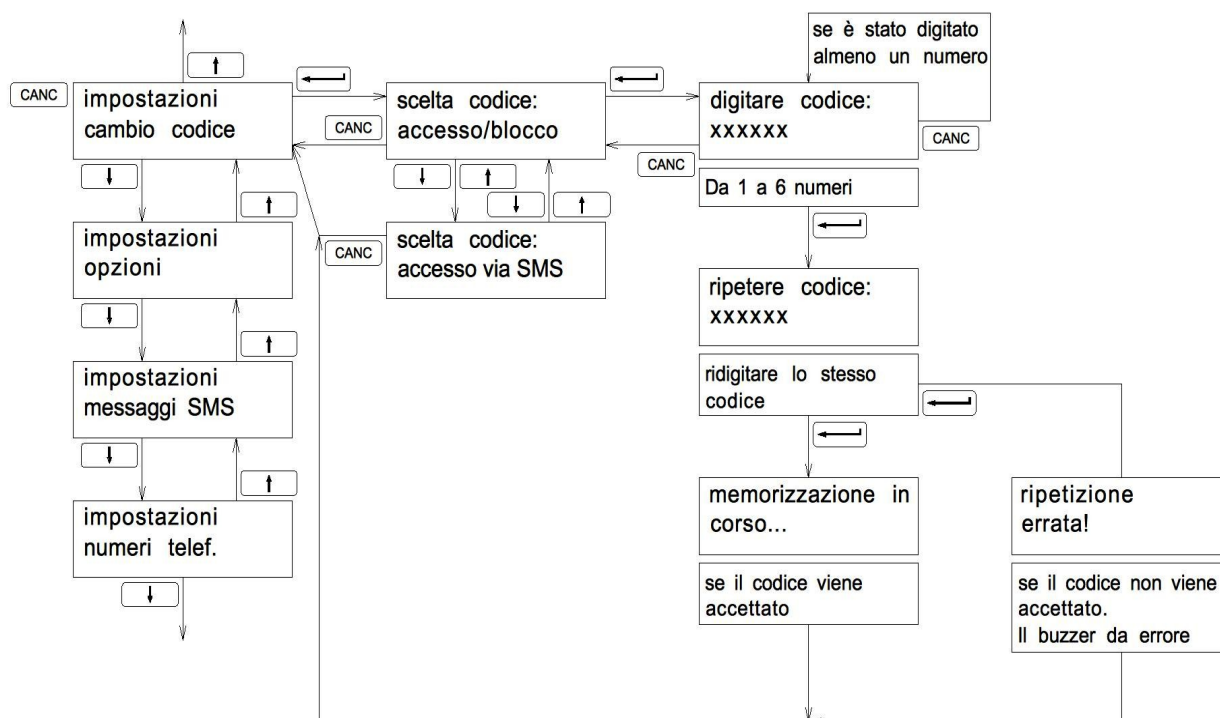 se è stato digitato
almeno un numero
CANC
impostazioni
cambio codice
CANC
scelta codice:
accesso/blocco
digitare codice:
xxxxxx
CANC
CANC
Da 1 a 6 numeri
impostazioni
opzioni
CANC
scelta codice:
accesso via SMS
ripetere codice:
xxxxxx
impostazioni
messaggi SMS
ridigitare lo stesso
codice
impostazioni
numeri telef.
memorizzazione in
corso...
ripetizione
errata!
se il codice viene
accettato
se il codice non viene
accettato.
Il buzzer da errore